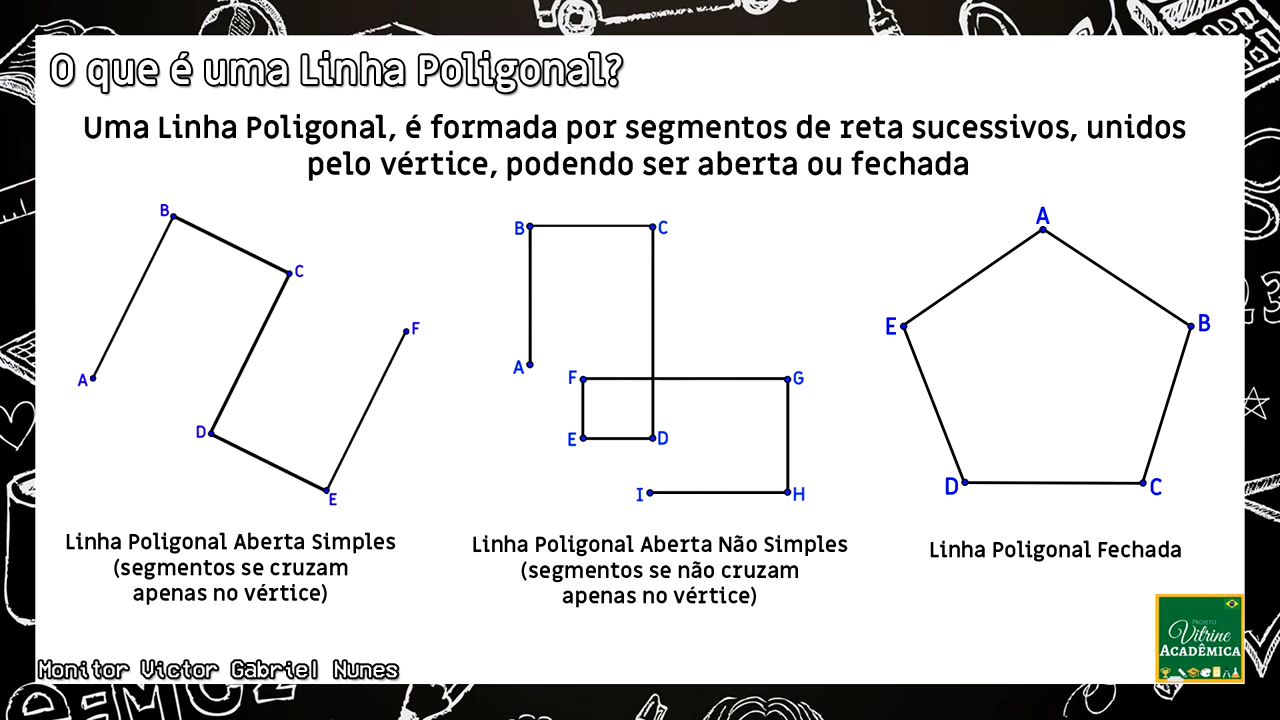 O que é uma Linha Poligonal?
Uma Linha Poligonal, é formada por segmentos de reta sucessivos, unidos
pelo vértice, podendo ser aberta ou fechada
B
C
A
D
E
F
B
C
A
F
G
E
D
I
H
A
E
B
D
C
Linha Poligonal Aberta Simples
(segmentos se cruzam
apenas no vértice)
Linha Poligonal Aberta Não Simples
(segmentos se não cruzam
apenas no vértice)
Linha Poligonal Fechada
PROJETO
Vitrine
ACADÊMICA
Monitor Victor Gabriel Nunes
e=mc2